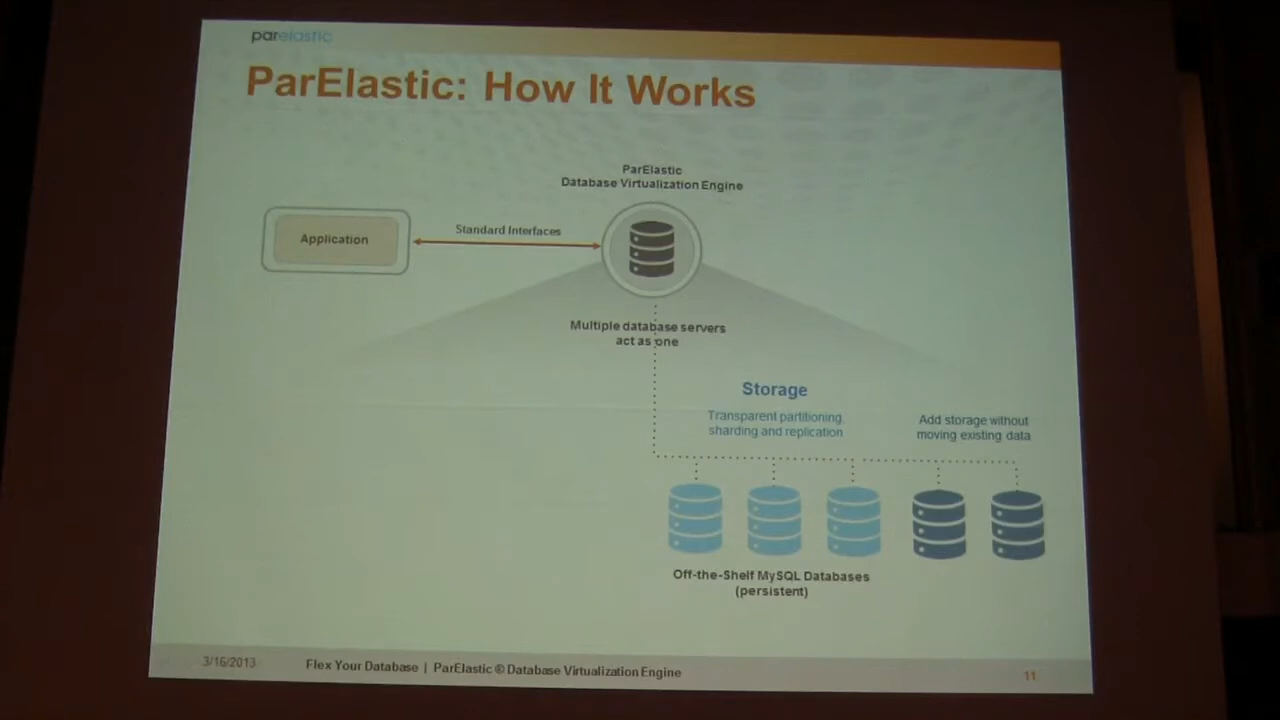 parelastic
ParElastic: How It Works
ParElastic
Database Virtualization Engine
Application
Standard Interfaces
Multiple database servers
act as one
Storage
Transparent partitioning,
sharding and replication
Add storage without
moving existing data
Off-the-Shelf MySQL Databases
(persistent)
3/16/2013
Flex Your Database | ParElastic ® Database Virtualization Engine
11